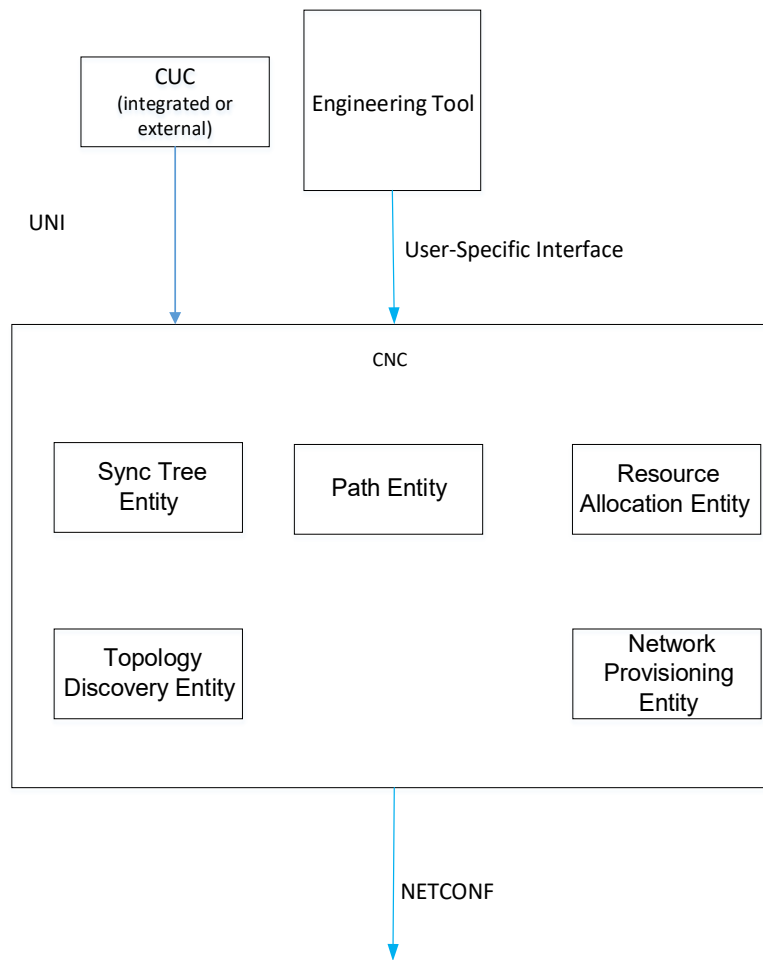 CUC
(integrated or
external)
Engineering Tool
UNI
User-Specific Interface
CNC
Sync Tree
Entity
Path Entity
Resource
Allocation Entity
Topology
Discovery Entity
Network
Provisioning
Entity
NETCONF